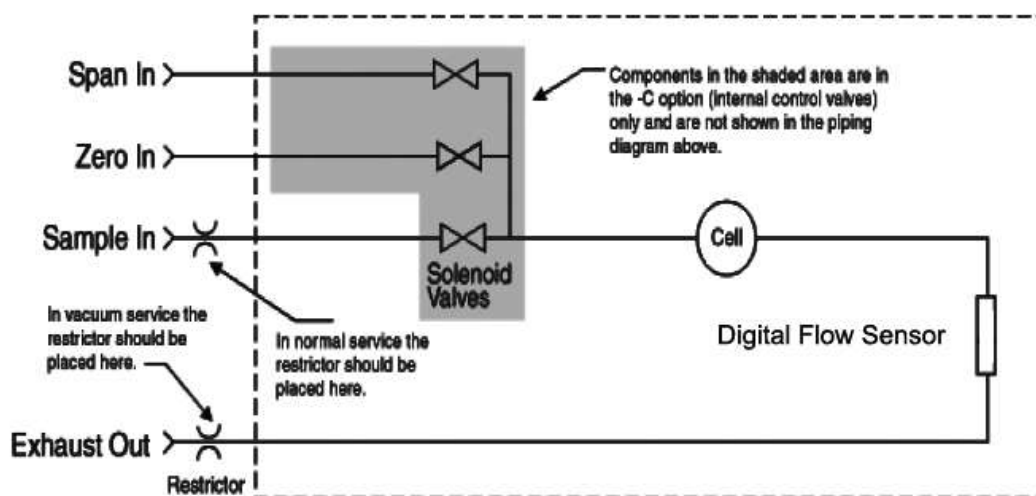 Span In
Components in the shaded area are in
the -C option (internal control valves)
only and are not shown in the piping
diagram above.
Zero In
Sample In
Cell
Solenoid
Valves
In vacuum service the
restrictor should be
placed here.
In normal service the
restrictor should be
placed here.
Digital Flow Sensor
Exhaust Out
Restrictor